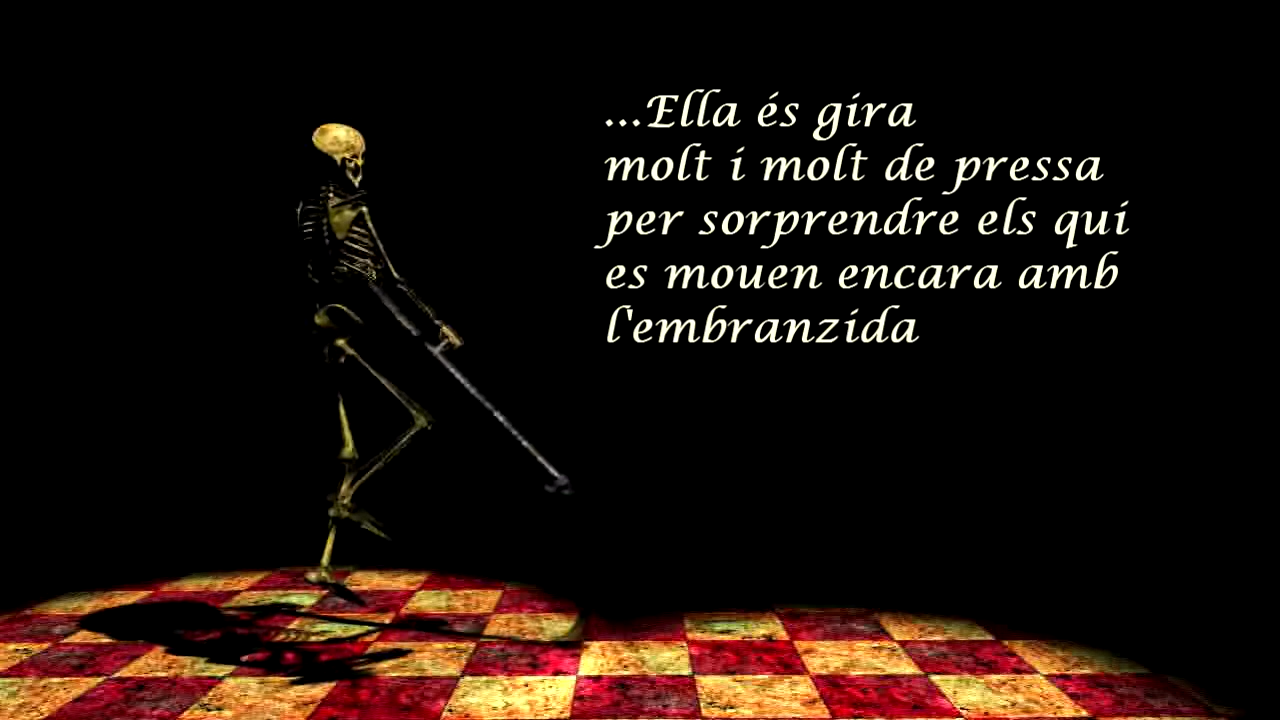 ...Ella és gira
molt i molt de pressa
per sorprendre els qui
es mouen encara amb
l'embranzida